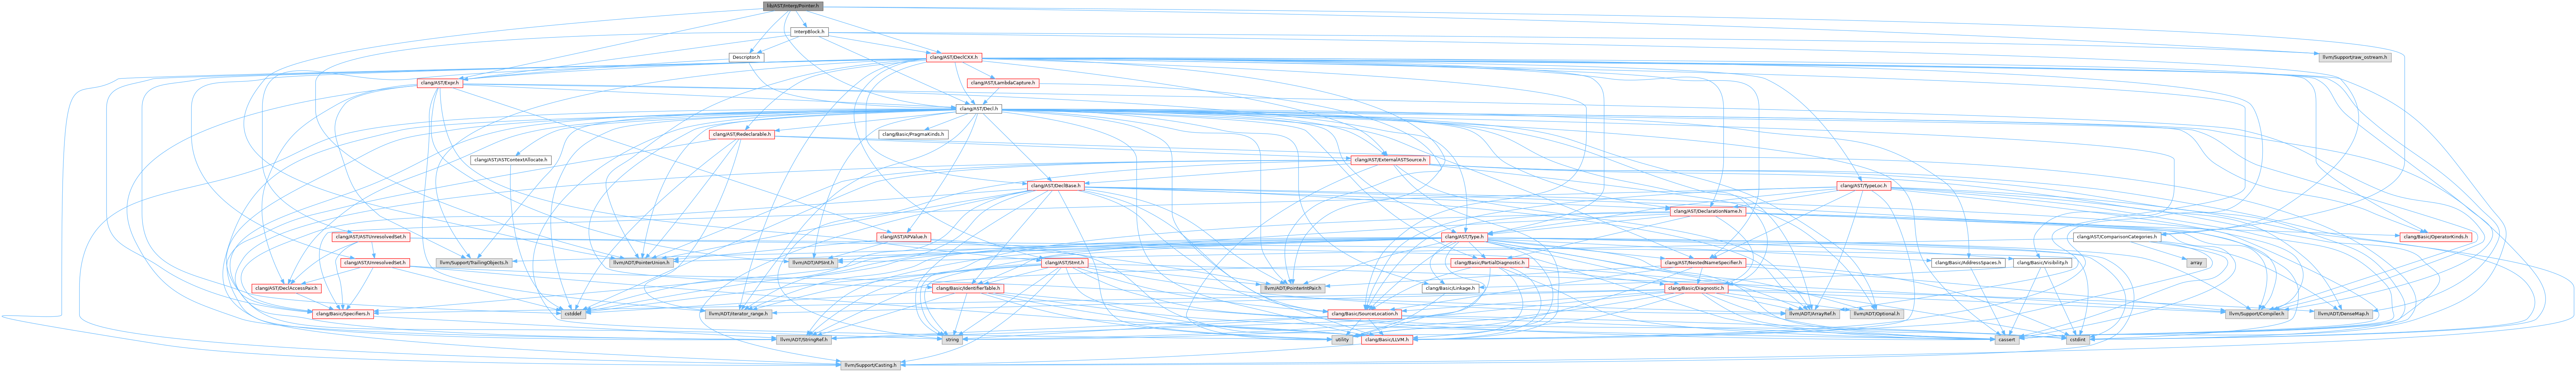 lib/AST/Interp/Pointer.h
InterpBlock.h
Descriptor.h
clang/AST/DeclCXX.h
llvm/Support/raw_ostream.h
clang/AST/Expr.h
clang/AST/LambdaCapture.h
clang/AST/Decl.h
clang/AST/Redeclarable.h
clang/Basic/PragmaKinds.h
clang/AST/ASTContextAllocate.h
clang/AST/ExternalASTSource.h
clang/AST/DeclBase.h
clang/AST/TypeLoc.h
clang/AST/DeclarationName.h
clang/AST/ASTUnresolvedSet.h
clang/AST/APValue.h
clang/AST/Type.h
clang/AST/ComparisonCategories.h
clang/Basic/OperatorKinds.h
clang/AST/UnresolvedSet.h
llvm/Support/TrailingObjects.h
llvm/ADT/PointerUnion.h
llvm/ADT/APSInt.h
clang/AST/Stmt.h
clang/Basic/PartialDiagnostic.h
clang/AST/NestedNameSpecifier.h
clang/Basic/AddressSpaces.h
clang/Basic/Visibility.h
array
clang/AST/DeclAccessPair.h
clang/Basic/IdentifierTable.h
llvm/ADT/PointerIntPair.h
clang/Basic/Linkage.h
clang/Basic/Diagnostic.h
clang/Basic/Specifiers.h
cstddef
llvm/ADT/iterator_range.h
clang/Basic/SourceLocation.h
llvm/ADT/ArrayRef.h
llvm/ADT/Optional.h
llvm/Support/Compiler.h
llvm/ADT/DenseMap.h
llvm/ADT/StringRef.h
string
utility
clang/Basic/LLVM.h
cassert
cstdint
llvm/Support/Casting.h